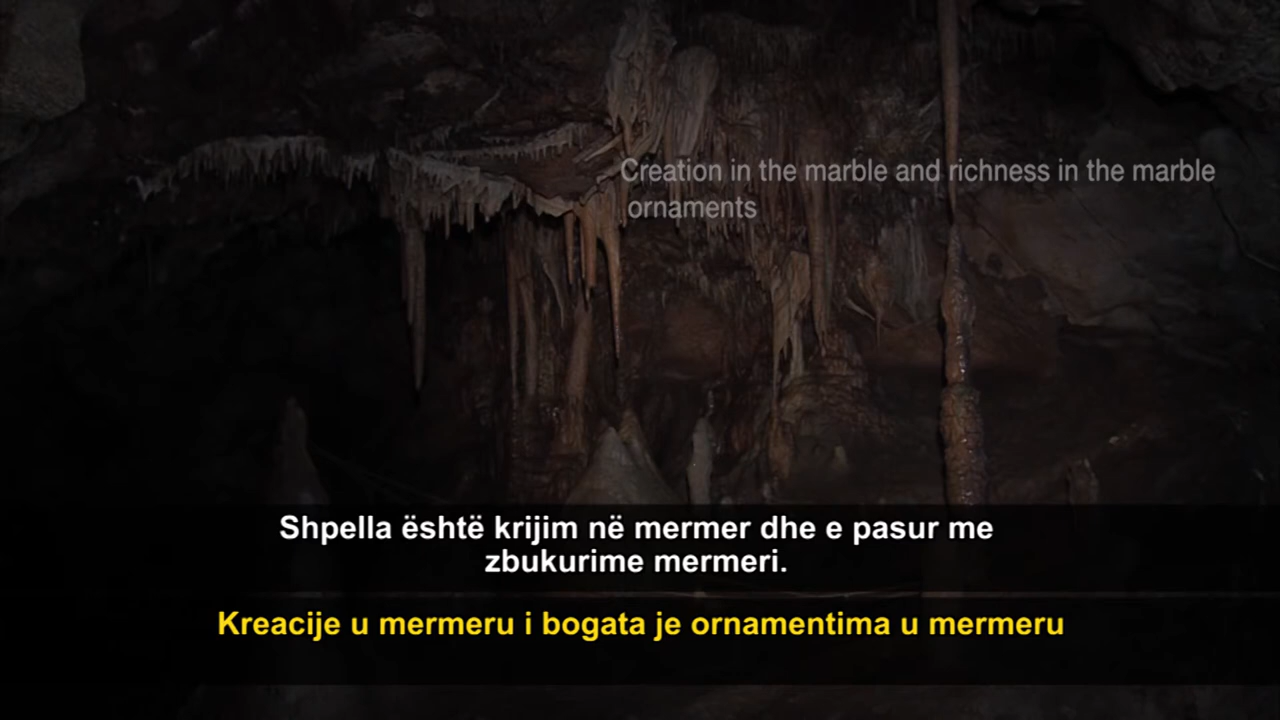 Creation in the marble and richness in the marble
ornaments
Shpella është krijim në mermer dhe e pasur me
zbukurime mermeri.
Kreacije u mermeru i bogata je ornamentima u mermeru